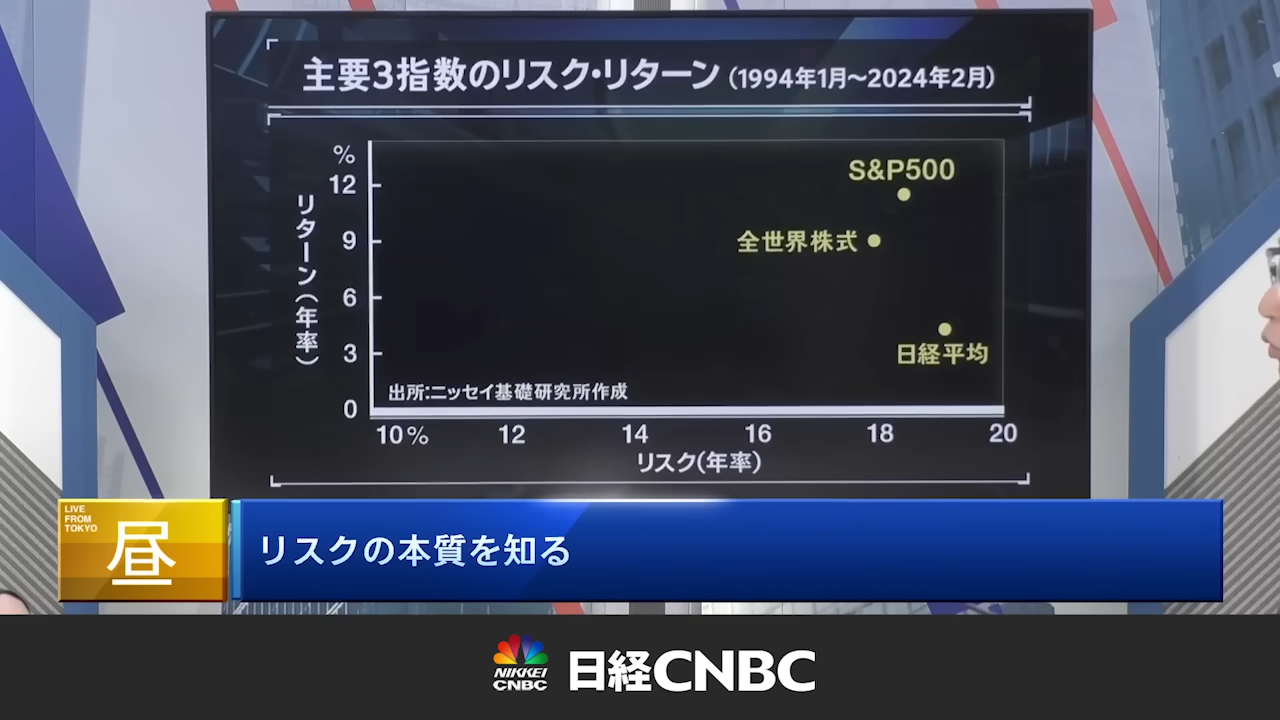 主要3指数のリスク・リターン（1994年1月～2024年2月）
%
12
9
6
3
0
リターン（年率）
S&P500
全世界株式
日経平均
出所:ニッセイ基礎研究所作成
10% 12 14 16 18 20
リスク(年率)
LIVE
FROM
TOKYO
昼
リスクの本質を知る
NIKKEI
CNBC
日経CNBC